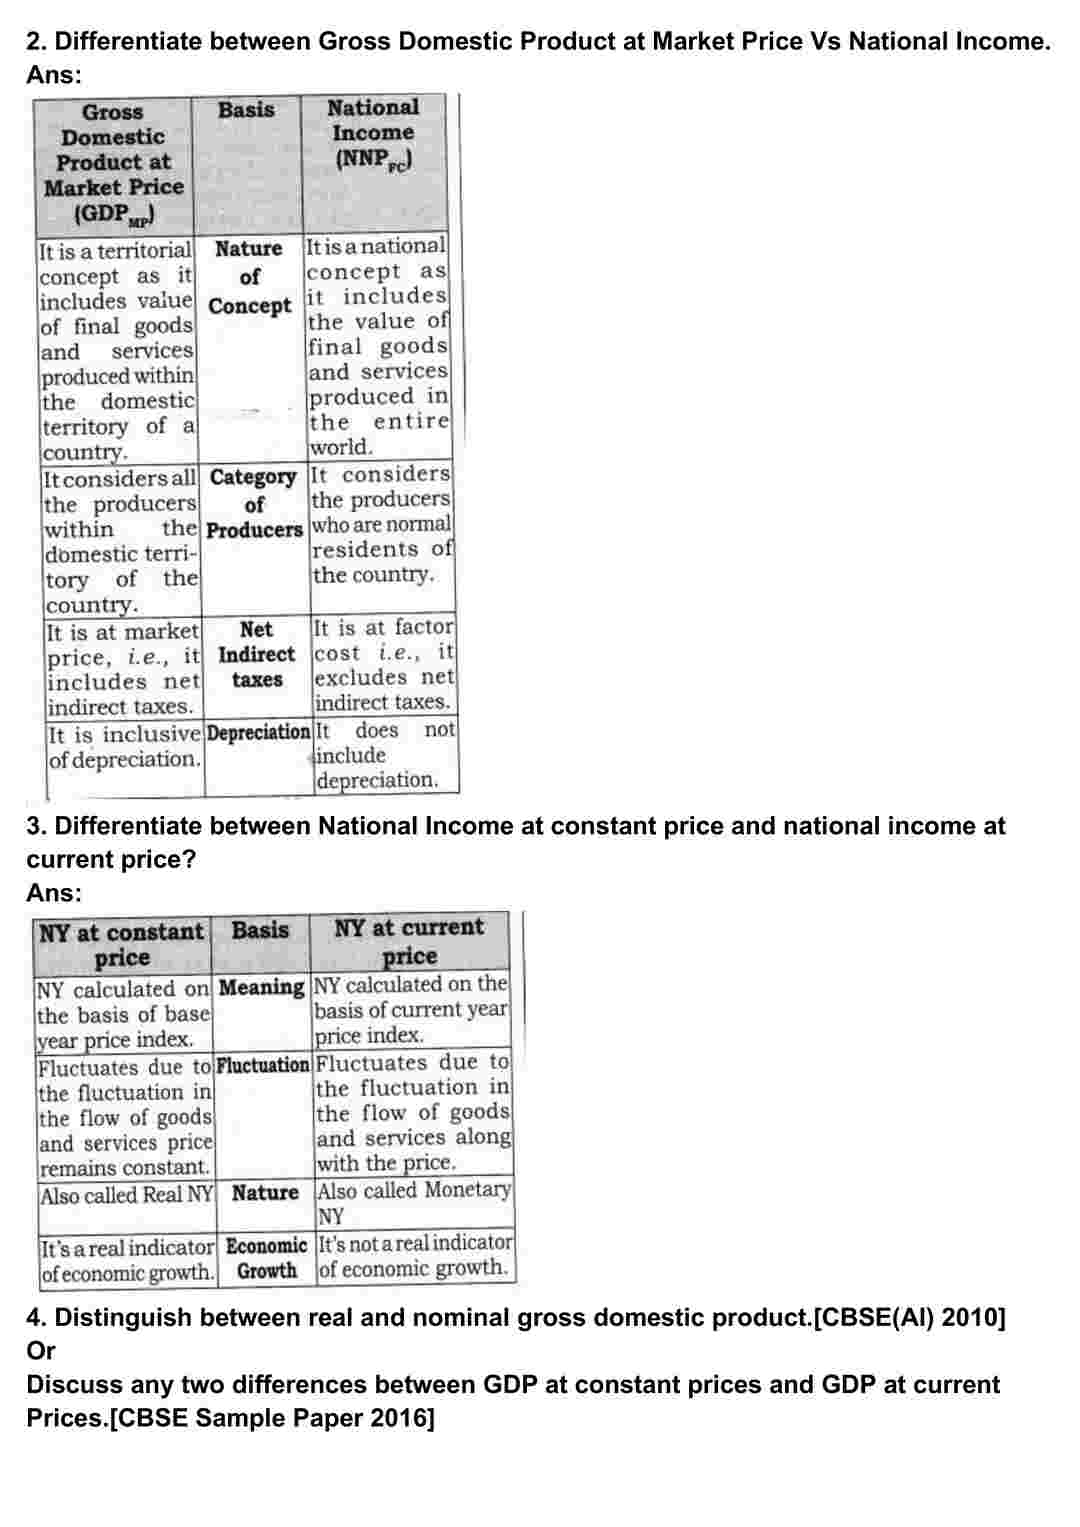 2. Differentiate between Gross Domestic Product at Market Price Vs National Income.
Ans:
Gross
Domestic
Product at
Market Price
(GDPMP)
Basis
National
Income
(NNPFC)
It is a territorial
concept as it
includes value
of final goods
and services
produced within
the domestic
territory of a
country.
Nature
of
Concept
It is a national
concept as
it includes
the value of
final goods
and services
produced in
the entire
world.
It considers all
the producers
within the
domestic terri-
tory of the
country.
Category
of
Producers
It considers
the producers
who are normal
residents of
the country.
It is at market
price, i.e., it
includes net
indirect taxes.
Net
Indirect
taxes
It is at factor
cost i.e., it
excludes net
indirect taxes.
It is inclusive
of depreciation.
Depreciation
It does not
include
depreciation.
3. Differentiate between National Income at constant price and national income at
current price?
Ans:
NY at constant
price
Basis
NY at current
price
NY calculated on
the basis of base
year price index.
Meaning
NY calculated on the
basis of current year
price index.
Fluctuates due to
the fluctuation in
the flow of goods
and services price
remains constant.
Fluctuation
Fluctuates due to
the fluctuation in
the flow of goods
and services along
with the price.
Also called Real NY
Nature
Also called Monetary
NY
It's a real indicator
of economic growth.
Economic
Growth
It's not a real indicator
of economic growth.
4. Distinguish between real and nominal gross domestic product.[CBSE(AI) 2010]
Or
Discuss any two differences between GDP at constant prices and GDP at current
Prices.[CBSE Sample Paper 2016]